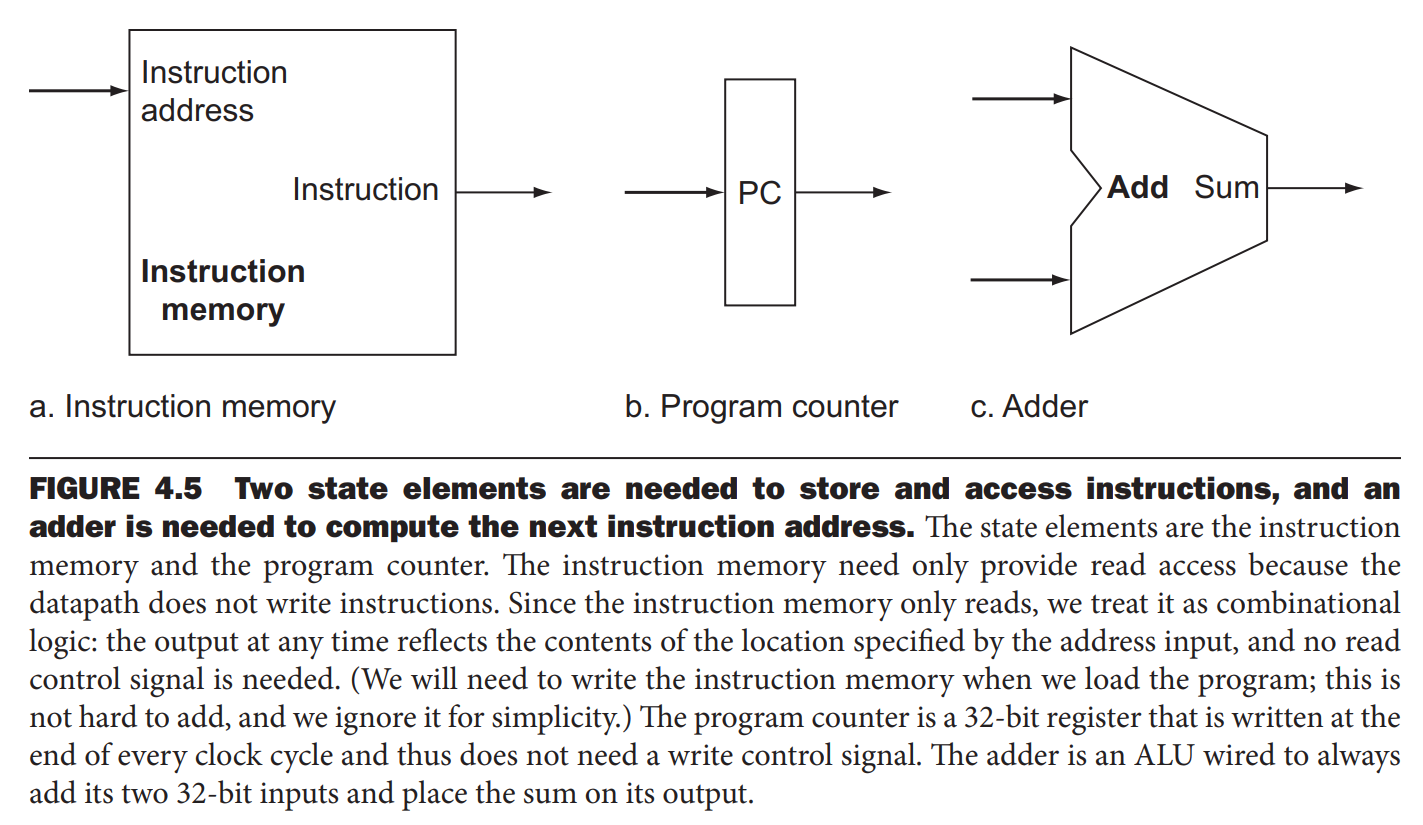 Instruction
address
Instruction
Instruction
memory
PC
Add Sum
a. Instruction memory
b. Program counter
c. Adder
FIGURE 4.5 Two state elements are needed to store and access instructions, and an
adder is needed to compute the next instruction address. The state elements are the instruction
memory and the program counter. The instruction memory need only provide read access because the
datapath does not write instructions. Since the instruction memory only reads, we treat it as combinational
logic: the output at any time reflects the contents of the location specified by the address input, and no read
control signal is needed. (We will need to write the instruction memory when we load the program; this is
not hard to add, and we ignore it for simplicity.) The program counter is a 32-bit register that is written at the
end of every clock cycle and thus does not need a write control signal. The adder is an ALU wired to always
add its two 32-bit inputs and place the sum on its output.